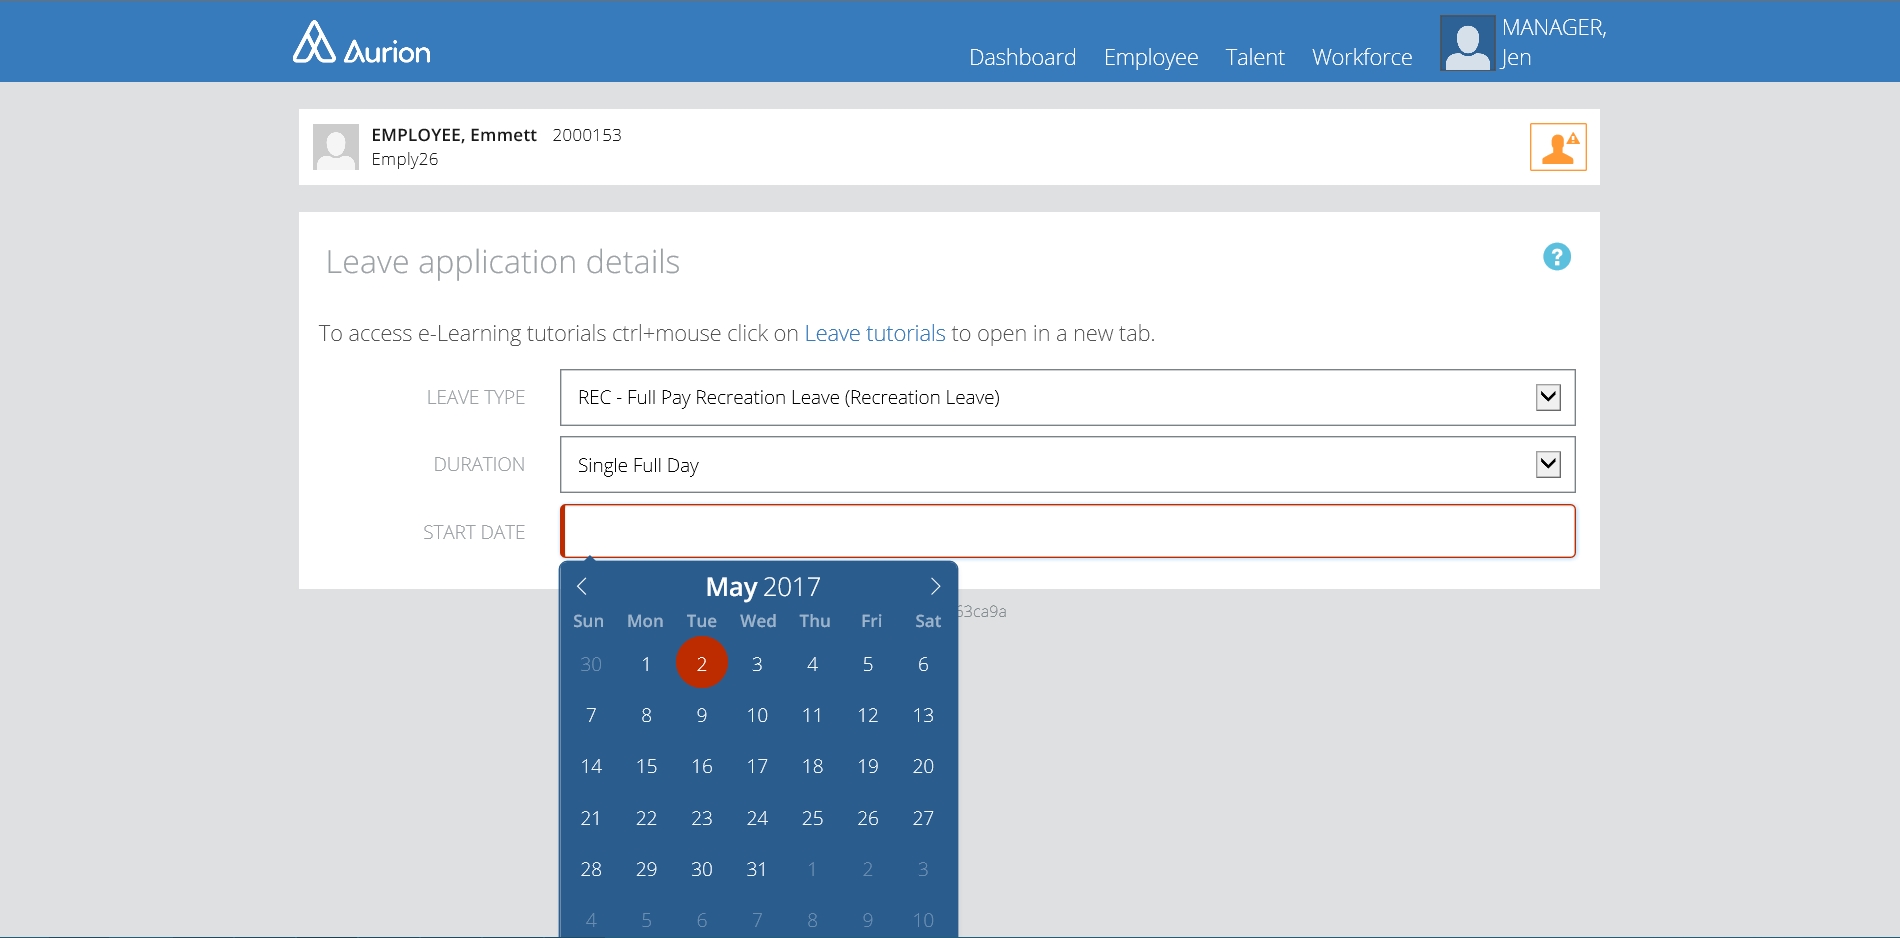 Aurion
Dashboard Employee Talent Workforce
MANAGER,
Jen
EMPLOYEE, Emmett 2000153
Emply26
Leave application details
?
To access e-Learning tutorials ctrl+mouse click on Leave tutorials to open in a new tab.
LEAVE TYPE REC - Full Pay Recreation Leave (Recreation Leave)
DURATION Single Full Day
START DATE
May 2017
63ca9a
Sun Mon Tue Wed Thu Fri Sat
30 1 2 3 4 5 6
7 8 9 10 11 12 13
14 15 16 17 18 19 20
21 22 23 24 25 26 27
28 29 30 31 1 2 3
4 5 6 7 8 9 10